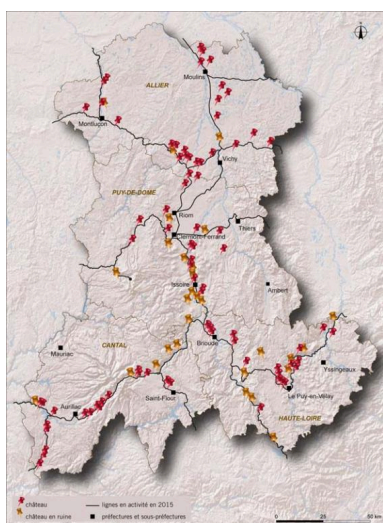 Moulins
ALLIER
Montluçon
Vichy
PUY-DE-DÔME
Riom
Clermont-Ferrand
Thiers
Issoire
Ambert
CANTAL
Brioude
Mauriac
Yssingeaux
Le Puy-en-Velay
Aurillac
Saint-Flour
HAUTE-LOIRE
château
lignes en activité en 2015
château en ruine
préfectures et sous-préfectures
0 25 50 km